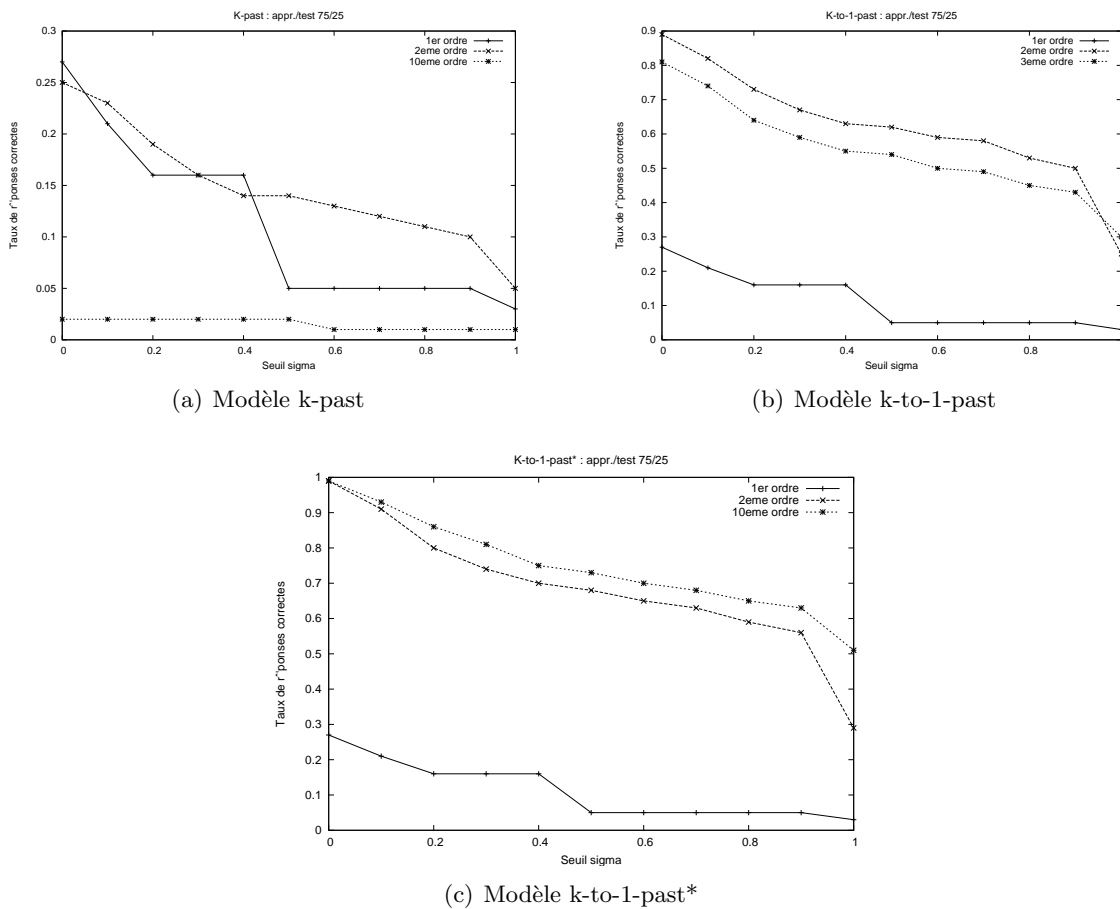 K-past : appr./test 75/25
1er ordre
2eme ordre
10eme ordre
0.3
0.25
0.2
0.15
0.1
0.05
0
Taux de rˆ'ponses correctes
0
0.2
0.4
0.6
0.8
1
Seuil sigma
(a) Modèle k-past
K-to-1-past : appr./test 75/25
1er ordre
2eme ordre
3eme ordre
0.9
0.8
0.7
0.6
0.5
0.4
0.3
0.2
0.1
0
Taux de rˆ'ponses correctes
0
0.2
0.4
0.6
0.8
Seuil sigma
(b) Modèle k-to-1-past
K-to-1-past* : appr./test 75/25
1er ordre
2eme ordre
10eme ordre
1
0.9
0.8
0.7
0.6
0.5
0.4
0.3
0.2
0.1
0
Taux de rˆ'ponses correctes
0
0.2
0.4
0.6
0.8
1
Seuil sigma
(c) Modèle k-to-1-past*